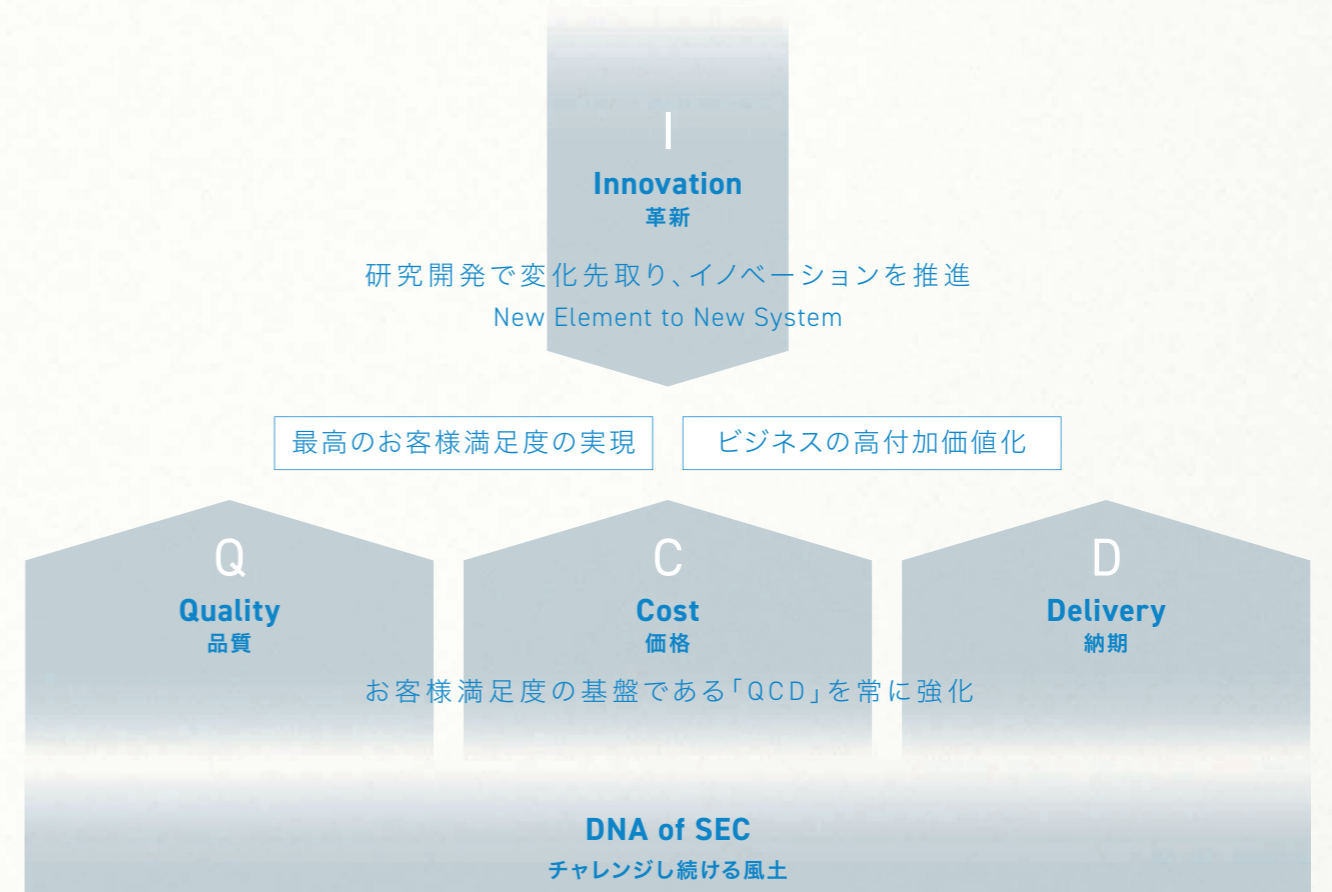 I
Innovation
革新
研究開発で変化先取り、イノベーションを推進
New Element to New System
最高のお客様満足度の実現
ビジネスの高付加価値化
Q
Quality
品質
C
Cost
価格
D
Delivery
納期
お客様満足度の基盤である「QCD」を常に強化
DNA of SEC
チャレンジし続ける風土